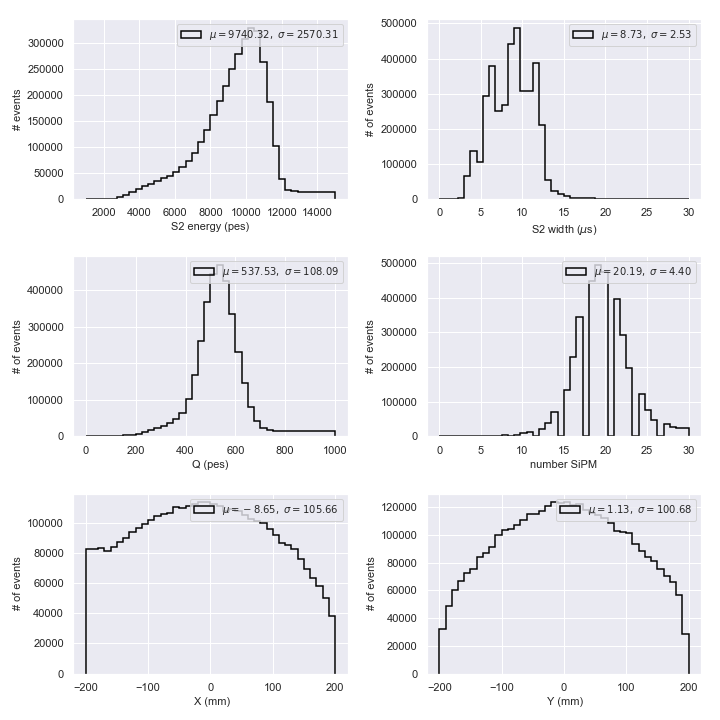 μ = 9740.32, σ = 2570.31
# events
300000
250000
200000
150000
100000
50000
0
2000 4000 6000 8000 10000 12000 14000
S2 energy (pes)
μ = 8.73, σ = 2.53
# of events
500000
400000
300000
200000
100000
0
0 5 10 15 20 25 30
S2 width (μs)
μ = 537.53, σ = 108.09
# of events
400000
300000
200000
100000
0
0 200 400 600 800 1000
Q (pes)
μ = 20.19, σ = 4.40
# of events
500000
400000
300000
200000
100000
0
0 5 10 15 20 25 30
number SiPM
μ = −8.65, σ = 105.66
# of events
100000
80000
60000
40000
20000
0
−200 −100 0 100 200
X (mm)
μ = 1.13, σ = 100.68
# of events
120000
100000
80000
60000
40000
20000
0
−200 −100 0 100 200
Y (mm)